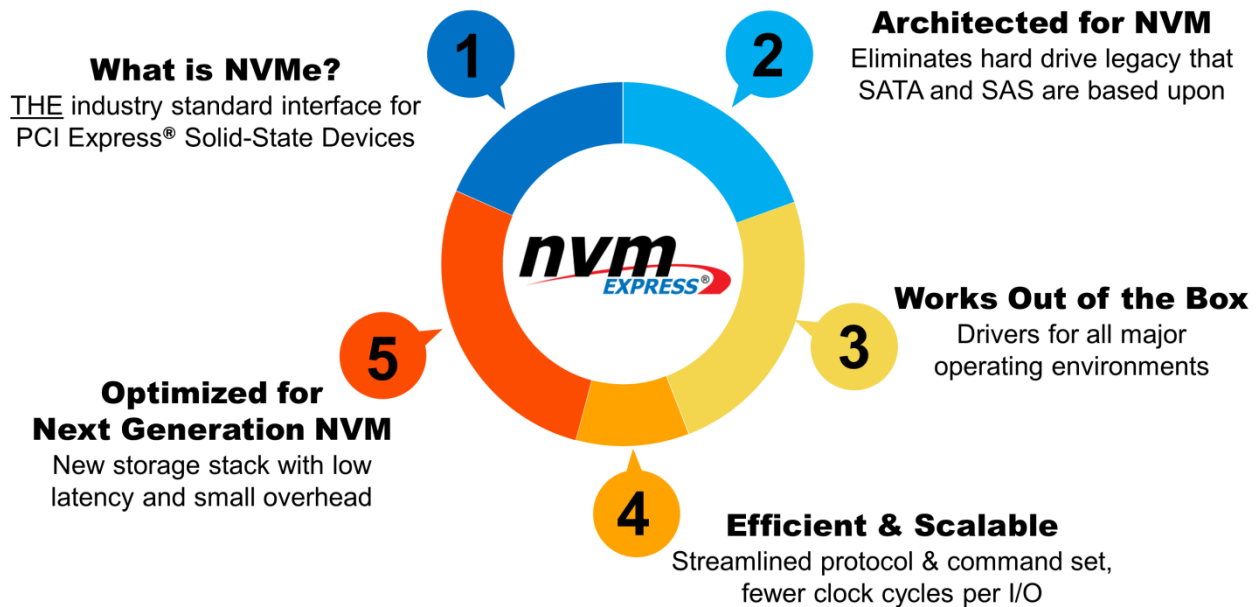 1
What is NVMe?
THE industry standard interface for
PCI Express® Solid-State Devices
2
Architected for NVM
Eliminates hard drive legacy that
SATA and SAS are based upon
nvm
EXPRESS®
3
Works Out of the Box
Drivers for all major
operating environments
4
Efficient & Scalable
Streamlined protocol & command set,
fewer clock cycles per I/O
5
Optimized for
Next Generation NVM
New storage stack with low
latency and small overhead